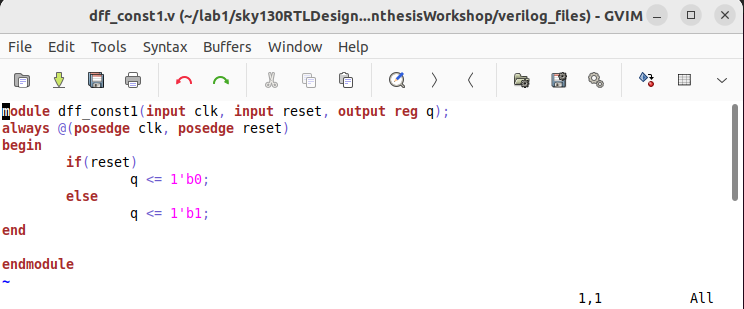 dff_const1.v (~/lab1/sky130RTLDesign...nthesisWorkshop/verilog_files) - GVIM
File Edit Tools Syntax Buffers Window Help
module dff_const1(input clk, input reset, output reg q);
always @(posedge clk, posedge reset)
begin
        if(reset)
                q <= 1'b0;
        else
                q <= 1'b1;
end
endmodule
~
1,1 All